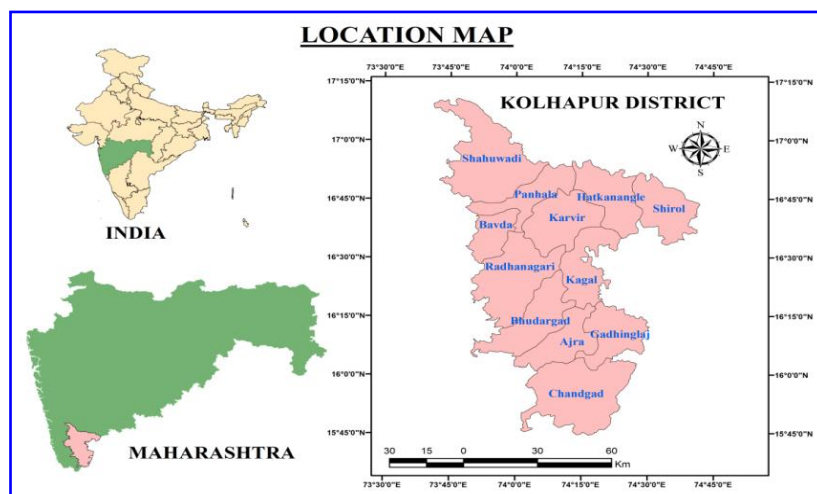 LOCATION MAP
73°30'0"E 73°45'0"E 74°0'0"E 74°15'0"E 74°30'0"E 74°45'0"E
17°15'0"N
17°0'0"N
16°45'0"N
16°30'0"N
16°15'0"N
16°0'0"N
15°45'0"N
KOLHAPUR DISTRICT
N
W E
S
Shahuwadi
Panhala
Hatkanangle
Shirol
Bavda
Karvir
Radhanagari
Kagal
Bhudargad
Gadhinglaj
Ajra
Chandgad
17°15'0"N
17°0'0"N
16°45'0"N
16°30'0"N
16°15'0"N
16°0'0"N
15°45'0"N
30 15 0 30 60
Km
73°30'0"E 73°45'0"E 74°0'0"E 74°15'0"E 74°30'0"E 74°45'0"E
INDIA
MAHARASHTRA